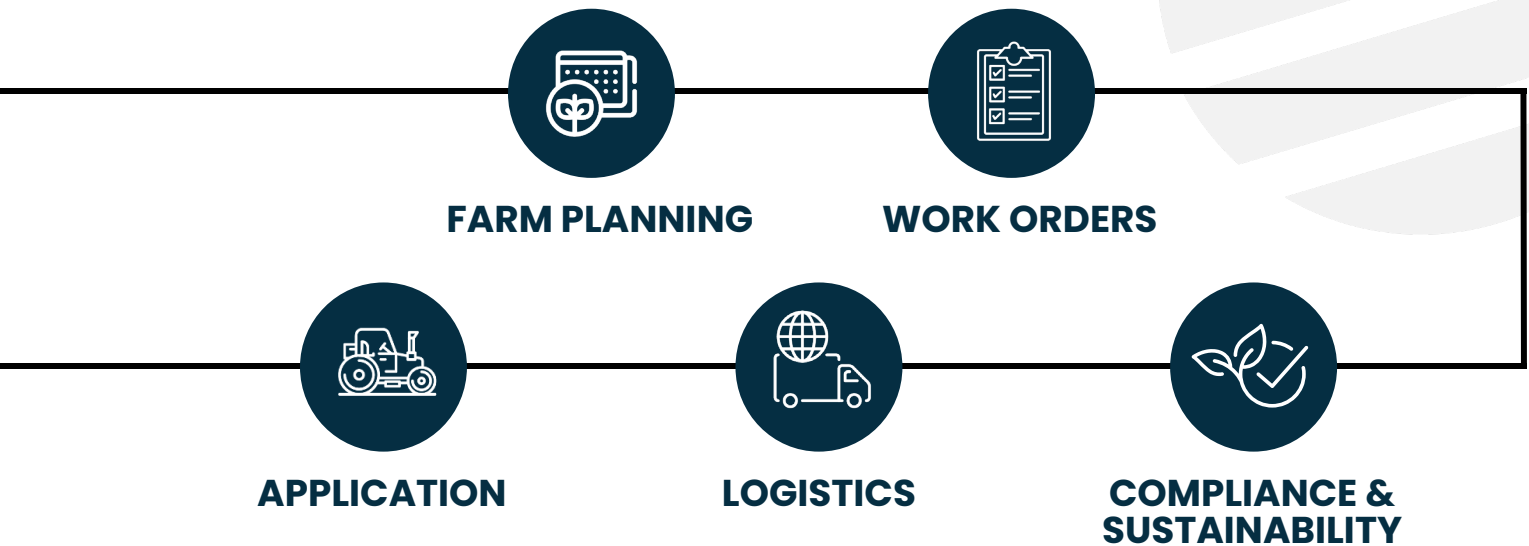 FARM PLANNING
WORK ORDERS
APPLICATION
LOGISTICS
COMPLIANCE &
SUSTAINABILITY